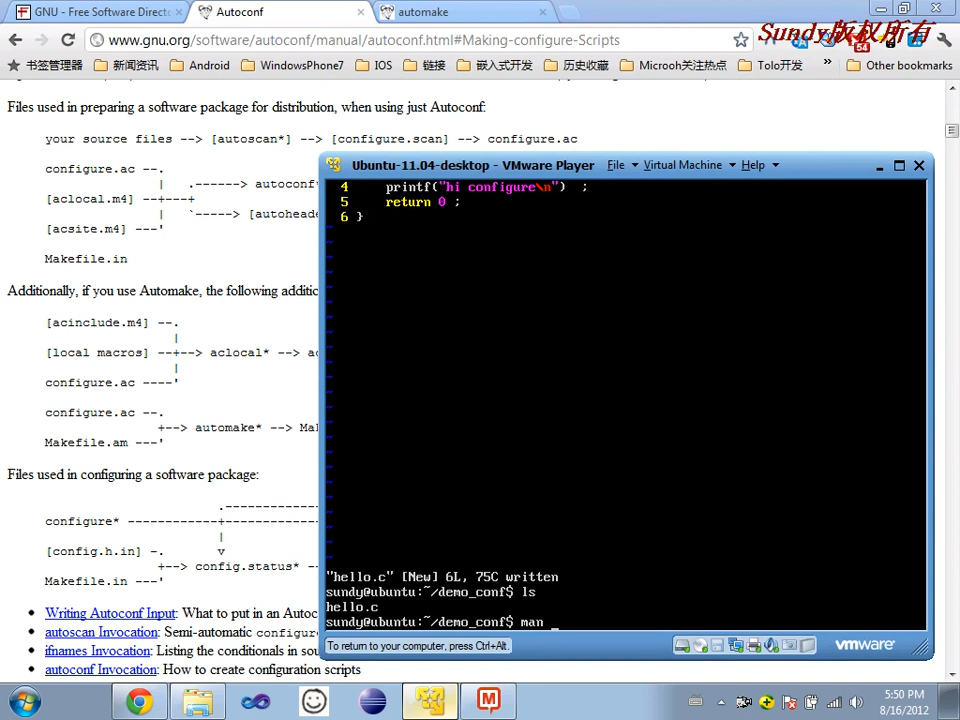 GNU - Free Software Direct
Autoconf
automake
www.gnu.org/software/autoconf/manual/autoconf.html#Making-configure-Scripts
Sundy版权所有
54
书签管理器
新闻资讯
Android
WindowsPhone7
IOS
链接
嵌入式开发
历史收藏
Microoh关注热点
Tolo开发
»
Other bookmarks
Files used in preparing a software package for distribution, when using just Autoconf:
your source files --> [autoscan*] --> [configure.scan] --> configure.ac
configure.ac --.
| .------> autoconf*
[aclocal.m4] --+---+
| `-----> [autoheade
[acsite.m4] ---'
Makefile.in
Additionally, if you use Automake, the following additio
[acinclude.m4] --.
|
[local macros] --+--> aclocal* --> ac
|
configure.ac ----'
configure.ac --.
+--> automake* --> Ma
Makefile.am ---'
Files used in configuring a software package:
.-------------
configure* ------------+-------------
|
[config.h.in] -. v
+--> config.status* -
Makefile.in ---'
Writing Autoconf Input: What to put in an Autoc
autoscan Invocation: Semi-automatic configure
ifnames Invocation: Listing the conditionals in sou
autoconf Invocation: How to create configuration scripts
Ubuntu-11.04-desktop - VMware Player File Virtual Machine Help
4 printf("hi configure\n") ;
5 return 0 ;
6 }
"hello.c" [New] 6L, 75C written
sundy@ubuntu:~/demo_conf$ ls
hello.c
sundy@ubuntu:~/demo_conf$ man _
To return to your computer, press Ctrl+Alt.
vmware
5:50 PM
8/16/2012